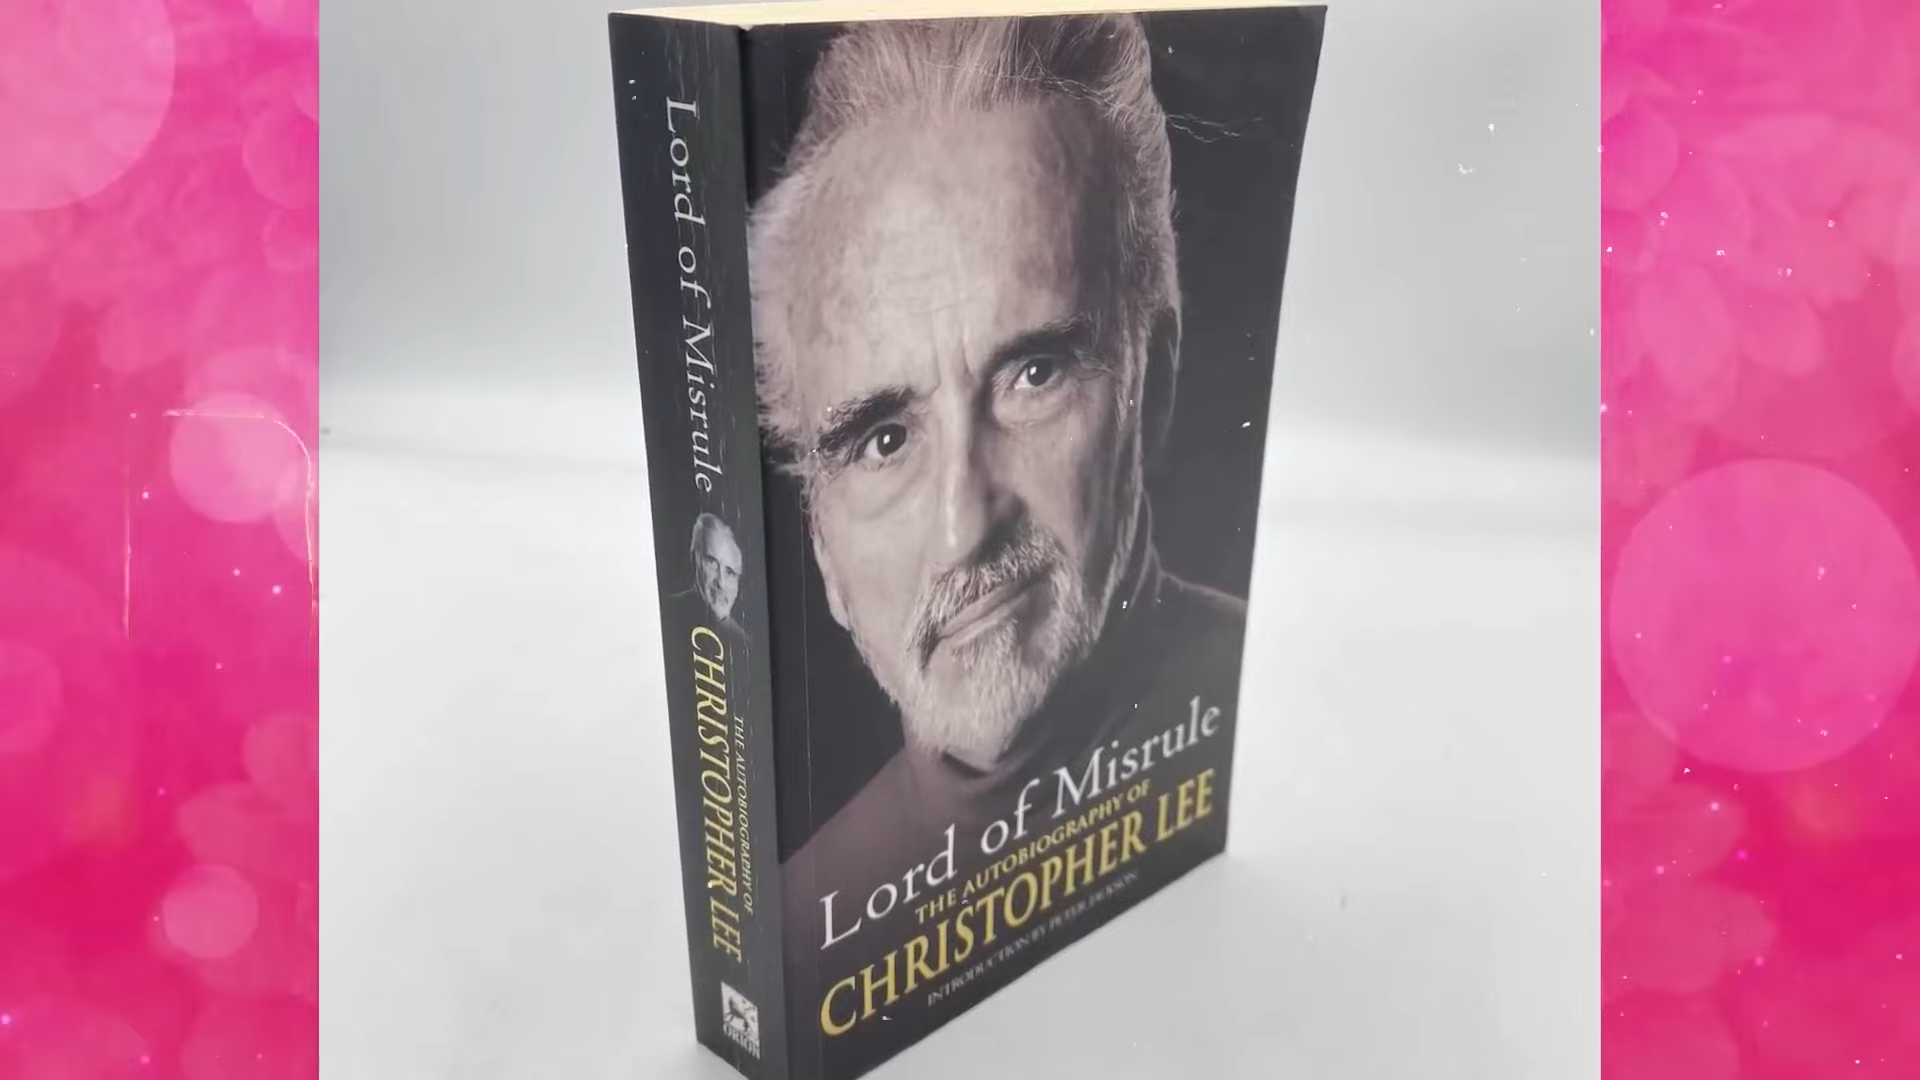 Lord of Misrule
THE AUTOBIOGRAPHY OF
CHRISTOPHER LEE
ORION
Lord of Misrule
THE AUTOBIOGRAPHY OF
CHRISTOPHER LEE
INTRODUCTION BY PETER JACKSON